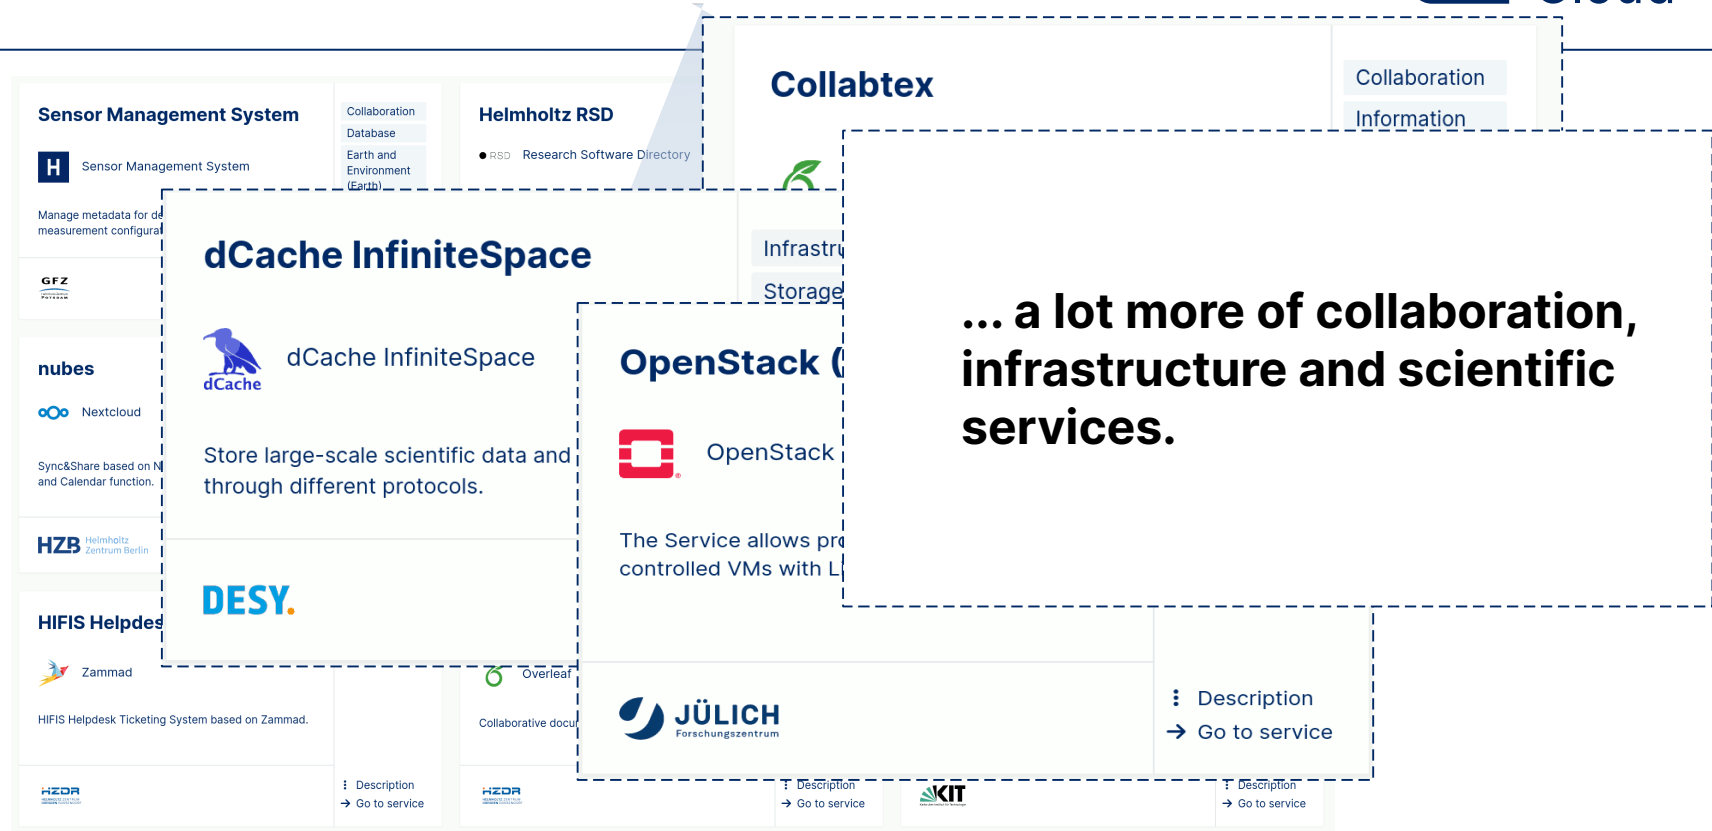 Cloud
Collabtex
Collaboration
Information
Sensor Management System
Collaboration
Database
Earth and
Environment
(Earth)
H
Sensor Management System
Manage metadata for
measurement
GFZ
POTSDAM
Helmholtz RSD
RSD Research Software Directory
dCache InfiniteSpace
Infrastru
Storage
dCache
dCache InfiniteSpace
Store large-scale scientific data and
through different protocols.
DESY.
OpenStack (
OpenStack
The Service allows
controlled VMs with
JÜLICH
Forschungszentrum
Description
Go to service
... a lot more of collaboration,
infrastructure and scientific
services.
nubes
Nextcloud
Sync&Share based on N
and Calendar function.
HZB Helmholtz
Zentrum Berlin
HIFIS Helpdes
Zammad
HIFIS Helpdesk Ticketing System based on Zammad.
HZDR
Description
Go to service
Overleaf
Collaborative docu
HZDR
Description
Go to service
KIT
Description
Go to service